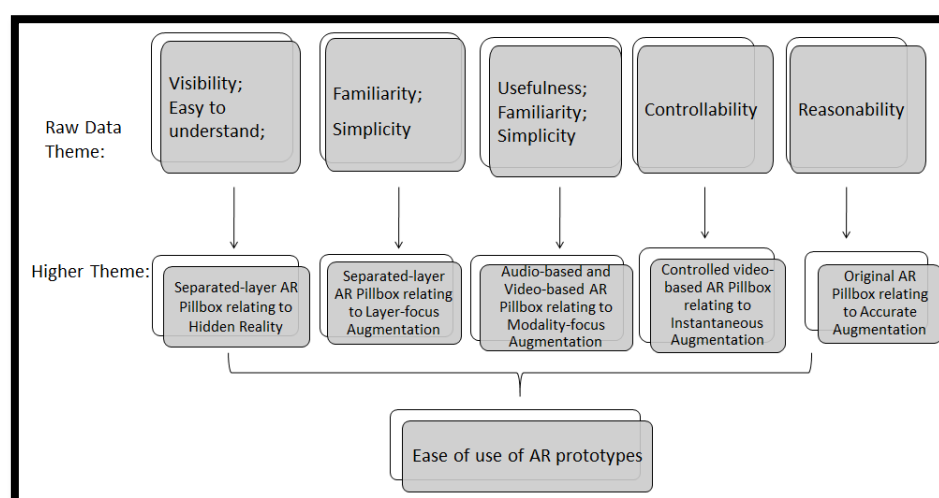 Raw Data
Theme:
Visibility;
Easy to
understand;
Familiarity;
Simplicity
Usefulness;
Familiarity;
Simplicity
Controllability
Reasonability
Higher Theme:
Separated-layer AR
Pillbox relating to
Hidden Reality
Separated-layer
AR Pillbox relating
to Layer-focus
Augmentation
Audio-based and
Video-based AR
Pillbox relating to
Modality-focus
Augmentation
Controlled video-
based AR Pillbox
relating to
Instantaneous
Augmentation
Original AR
Pillbox relating
to Accurate
Augmentation
Ease of use of AR prototypes